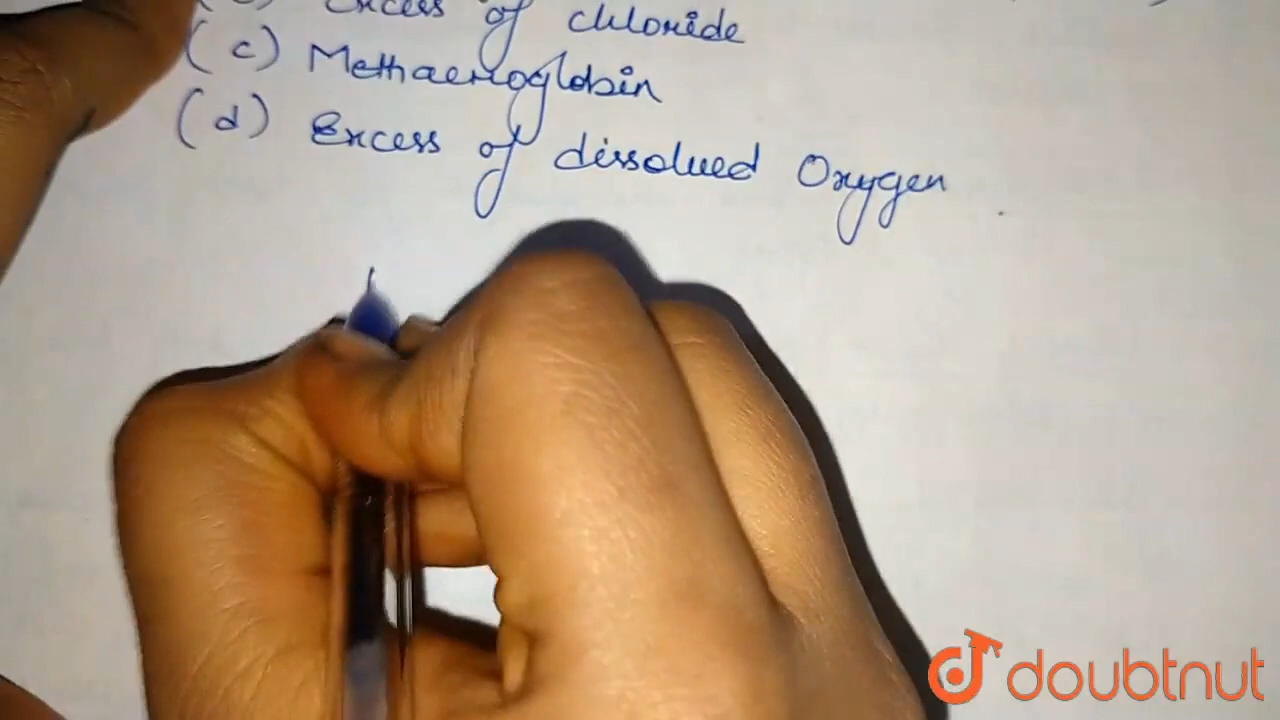 Excess of chloride
(c) Methaemoglobin
(d) Excess of dissolved Oxygen
doubtnut